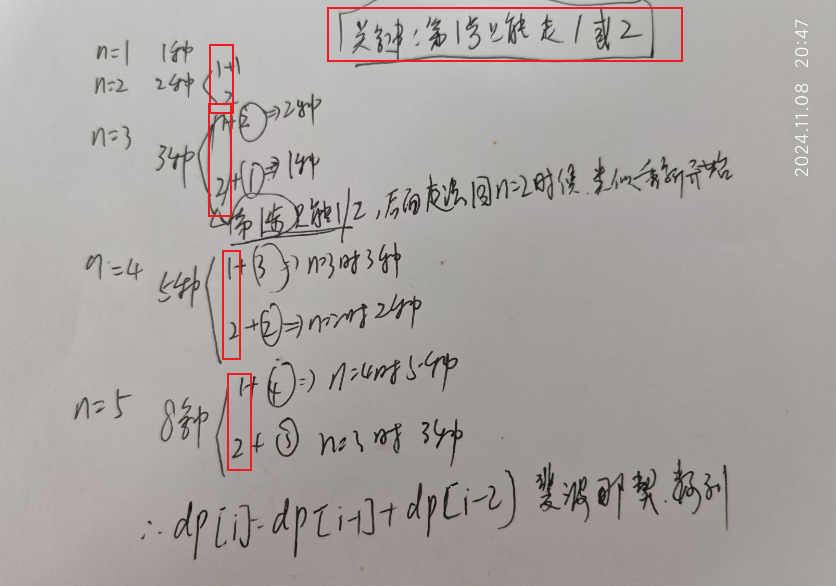 关键:第1步只能走1或2
n=1 1种
n=2 2种 1+1
2
n=3 3种 1+② => 2种
2+① => 1种
第1步只能1/2,后面走法同n=2时候.类似重新开始
n=4 5种 1+③ => n=3时3种
2+② => n=2时2种
n=5 8种 1+④ => n=4时5种
2+③ n=3时 3种
∴ dp[i]=dp[i-1]+dp[i-2] 斐波那契数列
2024.11.08 20:47